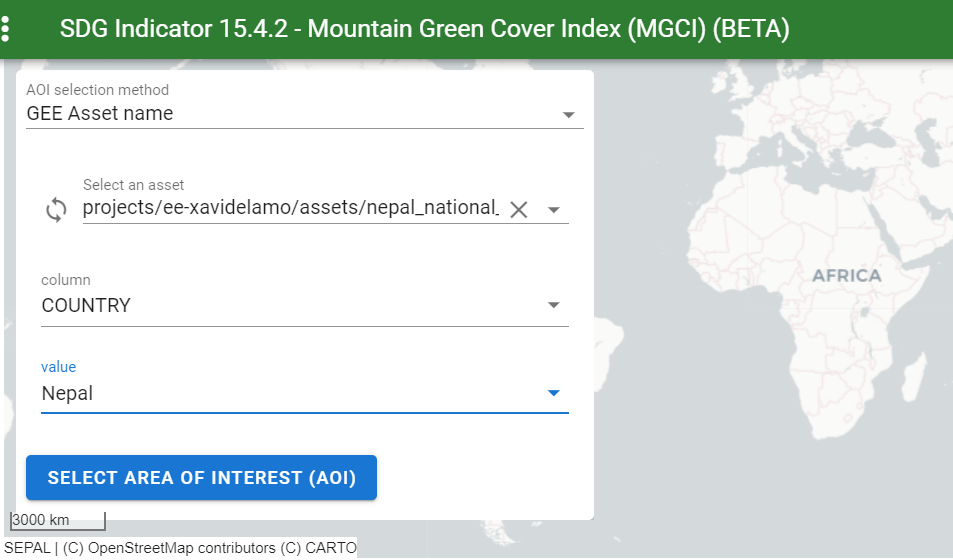 SDG Indicator 15.4.2 - Mountain Green Cover Index (MGCI) (BETA)
AOI selection method
GEE Asset name
Select an asset
projects/ee-xavidelamo/assets/nepal_national_
column
COUNTRY
value
Nepal
SELECT AREA OF INTEREST (AOI)
AFRICA
3000 km
SEPAL | (C) OpenStreetMap contributors (C) CARTO